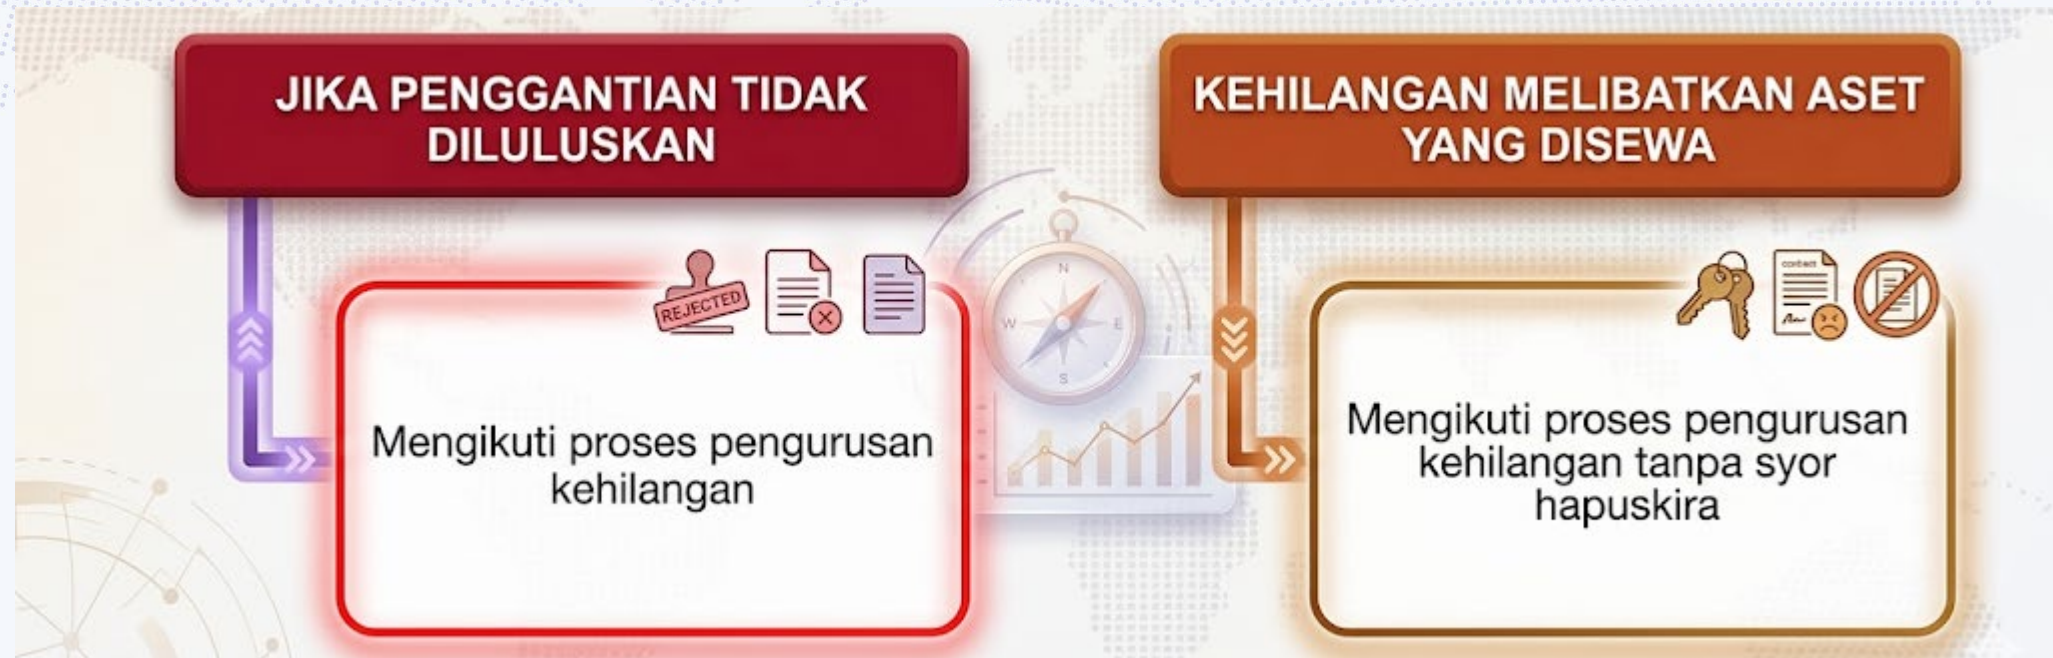 JIKA PENGGANTIAN TIDAK
DILULUSKAN
REJECTED
Mengikuti proses pengurusan
kehilangan
N
W
E
S
KEHILANGAN MELIBATKAN ASET
YANG DISEWA
contract
Mengikuti proses pengurusan
kehilangan tanpa syor
hapuskira